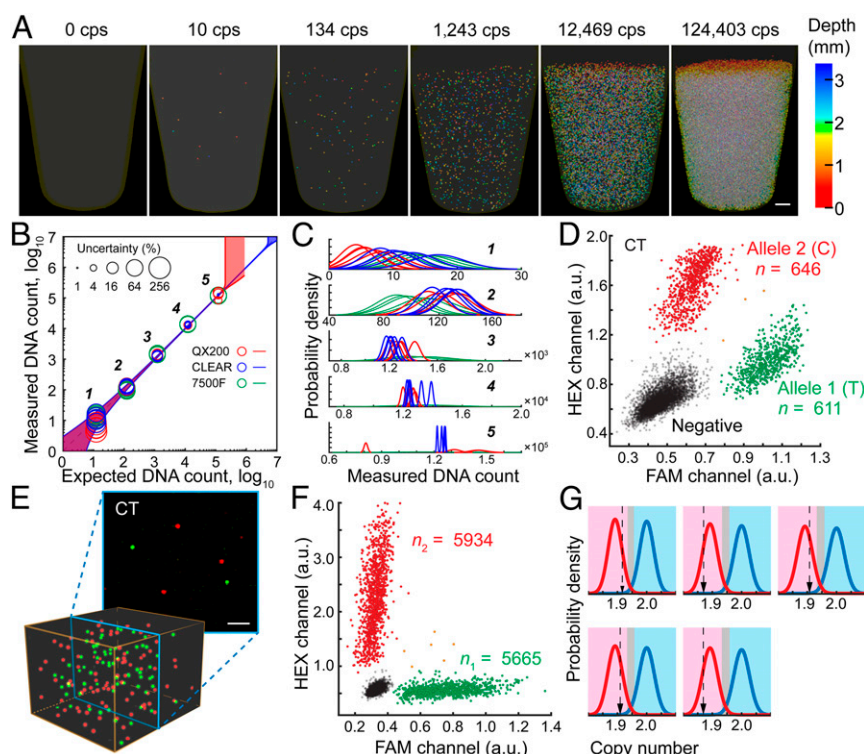 A
0 cps
10 cps
134 cps
1,243 cps
12,469 cps
124,403 cps
Depth
(mm)
3
2
1
0
B
Measured DNA count, log10
7
6
5
4
3
2
1
0
Uncertainty (%)
1 4 16 64 256
1
2
3
4
5
QX200
CLEAR
7500F
0 1 2 3 4 5 6 7
Expected DNA count, log10
C
Probability density
1
0 10 20 30
2
40 80 120 160
3
×10³
0.8 1.2 1.6 2.0
4
×10⁴
0.8 1.2 1.6 2.0
5
×10⁵
0.6 0.9 1.2 1.5
Measured DNA count
D
HEX channel (a.u.)
2.0
1.6
1.2
0.8
0.4
CT
Allele 2 (C)
n = 646
Allele 1 (T)
n = 611
Negative
0.3 0.5 0.7 0.9 1.1 1.3
FAM channel (a.u.)
E
CT
F
HEX channel (a.u.)
4.0
3.0
2.0
1.0
0
n2 = 5934
n1 = 5665
0 0.2 0.4 0.6 0.8 1.0 1.2 1.4
FAM channel (a.u.)
G
Probability density
1.9 2.0
1.9 2.0
1.9 2.0
1.9 2.0
1.9 2.0
Copy number